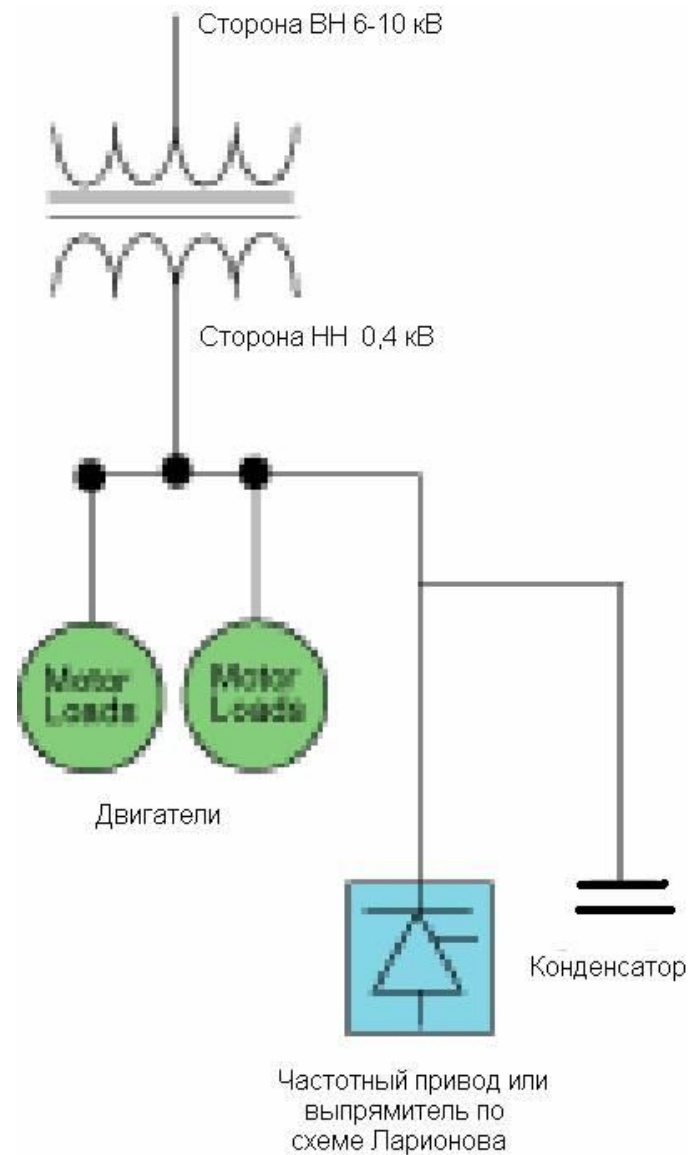 Сторона ВН 6-10 кВ
Сторона НН 0,4 кВ
Motor
Loads
Motor
Loads
Двигатели
Конденсатор
Частотный привод или
выпрямитель по
схеме Ларионова